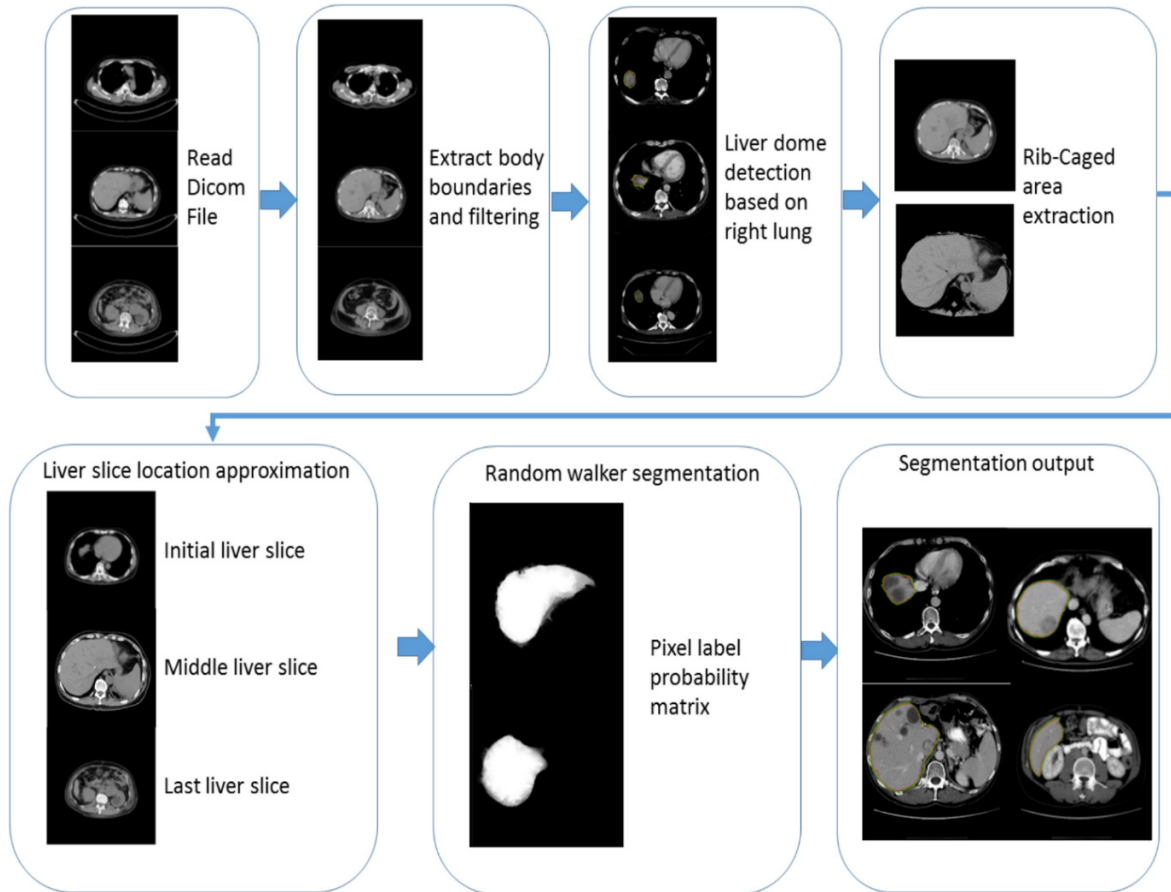 Read
Dicom
File
Extract body
boundaries
and filtering
Liver dome
detection
based on
right lung
Rib-Caged
area
extraction
Liver slice location approximation
Initial liver slice
Middle liver slice
Last liver slice
Random walker segmentation
Pixel label
probability
matrix
Segmentation output